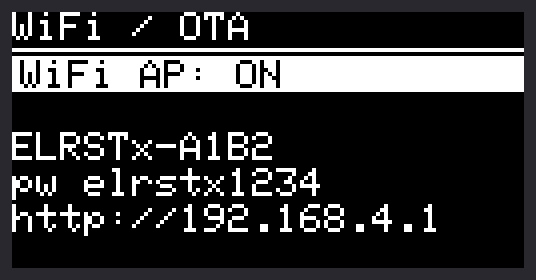 WiFi / OTA
WiFi AP: ON
ELRSTx-A1B2
pw elrstx1234
http://192.168.4.1